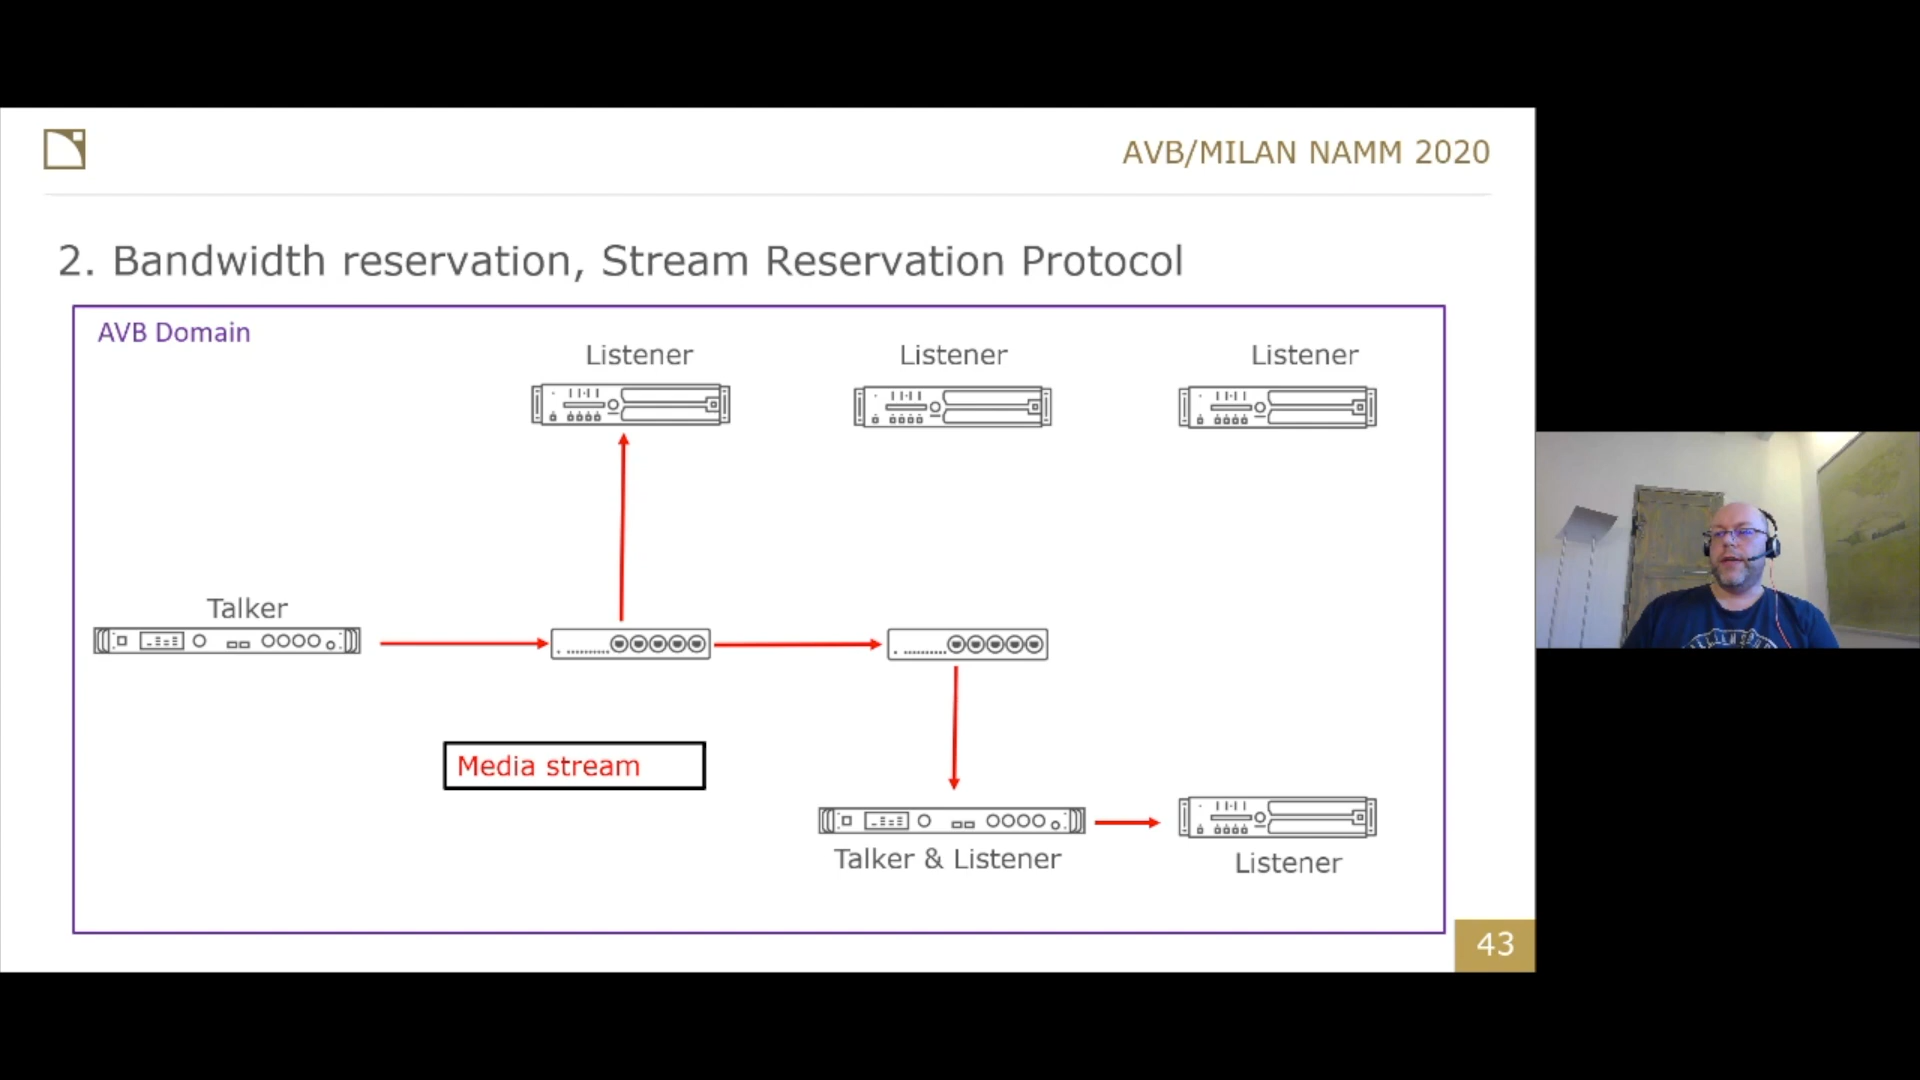 AVB/MILAN NAMM 2020
2. Bandwidth reservation, Stream Reservation Protocol
AVB Domain
Listener
Listener
Listener
Talker
Media stream
Talker & Listener
Listener
43